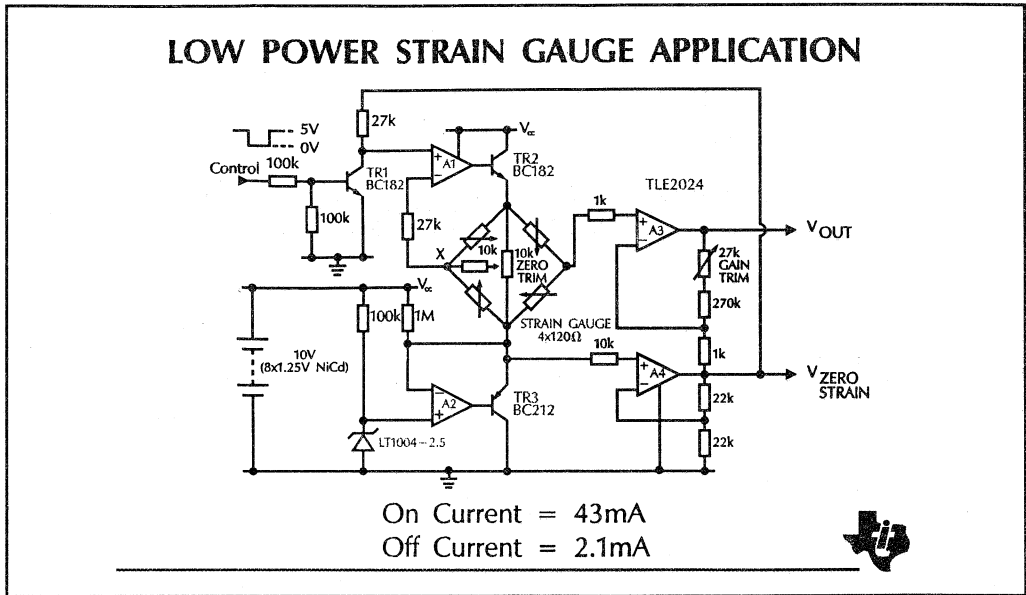 LOW POWER STRAIN GAUGE APPLICATION
5V
0V
Control
100k
100k
27k
TR1
BC182
A1
+
−
Vcc
TR2
BC182
27k
X
10k
10k
ZERO
TRIM
STRAIN GAUGE
4x120Ω
1k
TLE2024
A3
+
−
VOUT
27k
GAIN
TRIM
270k
1k
Vcc
100k
1M
10V
(8x1.25V NiCd)
A2
−
+
TR3
BC212
LT1004-2.5
10k
A4
+
−
VZERO
STRAIN
22k
22k
On Current = 43mA
Off Current = 2.1mA
i